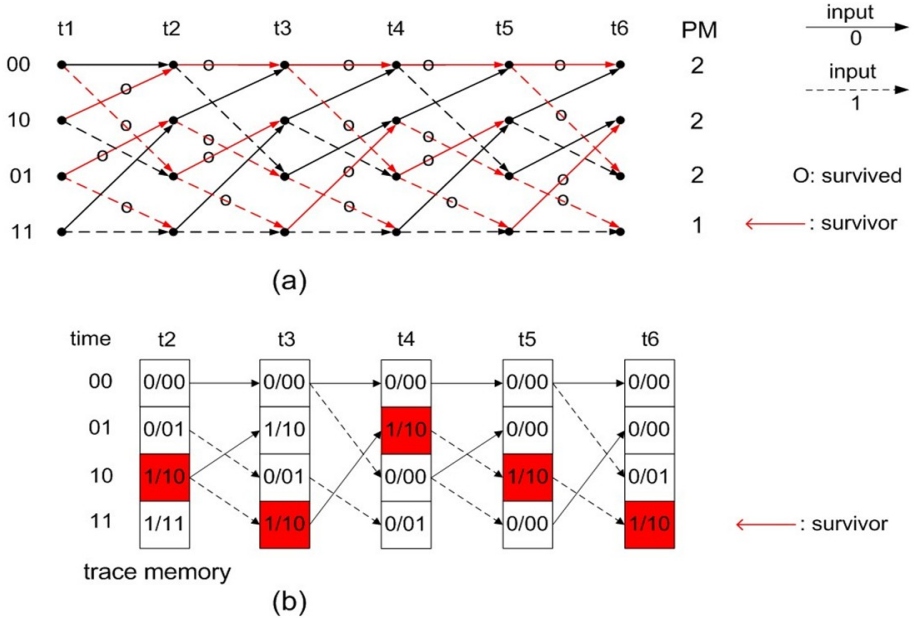 t1 t2 t3 t4 t5 t6 PM input
0
00 2
input
1
10 2
01 2 O: survived
11 1 : survivor
(a)
time t2 t3 t4 t5 t6
00 0/00 0/00 0/00 0/00 0/00
01 0/01 1/10 1/10 0/00 0/00
10 1/10 0/01 0/00 1/10 0/01
11 1/11 1/10 0/01 0/00 1/10 : survivor
trace memory
(b)